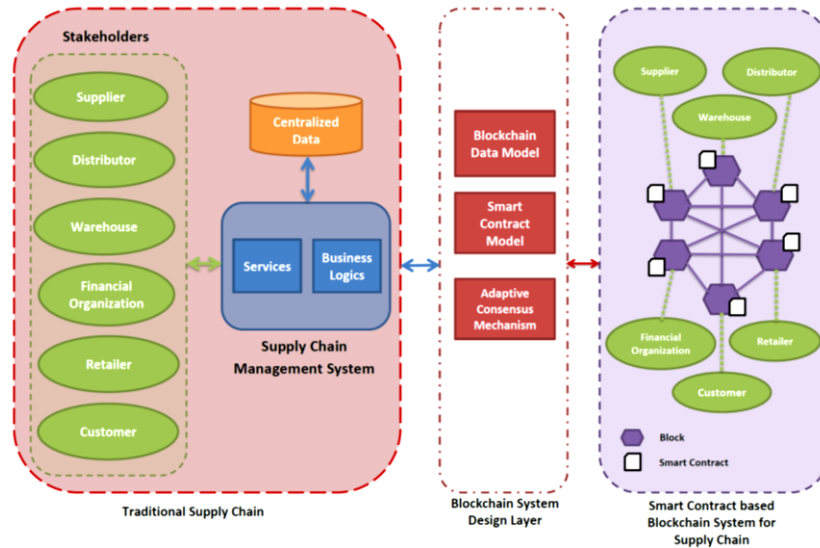 Stakeholders
Supplier
Distributor
Warehouse
Financial
Organization
Retailer
Customer
Centralized
Data
Services
Business
Logics
Supply Chain
Management System
Traditional Supply Chain
Blockchain
Data Model
Smart
Contract
Model
Adaptive
Consensus
Mechanism
Blockchain System
Design Layer
Supplier
Distributor
Warehouse
Financial
Organization
Retailer
Customer
Block
Smart Contract
Smart Contract based
Blockchain System for
Supply Chain